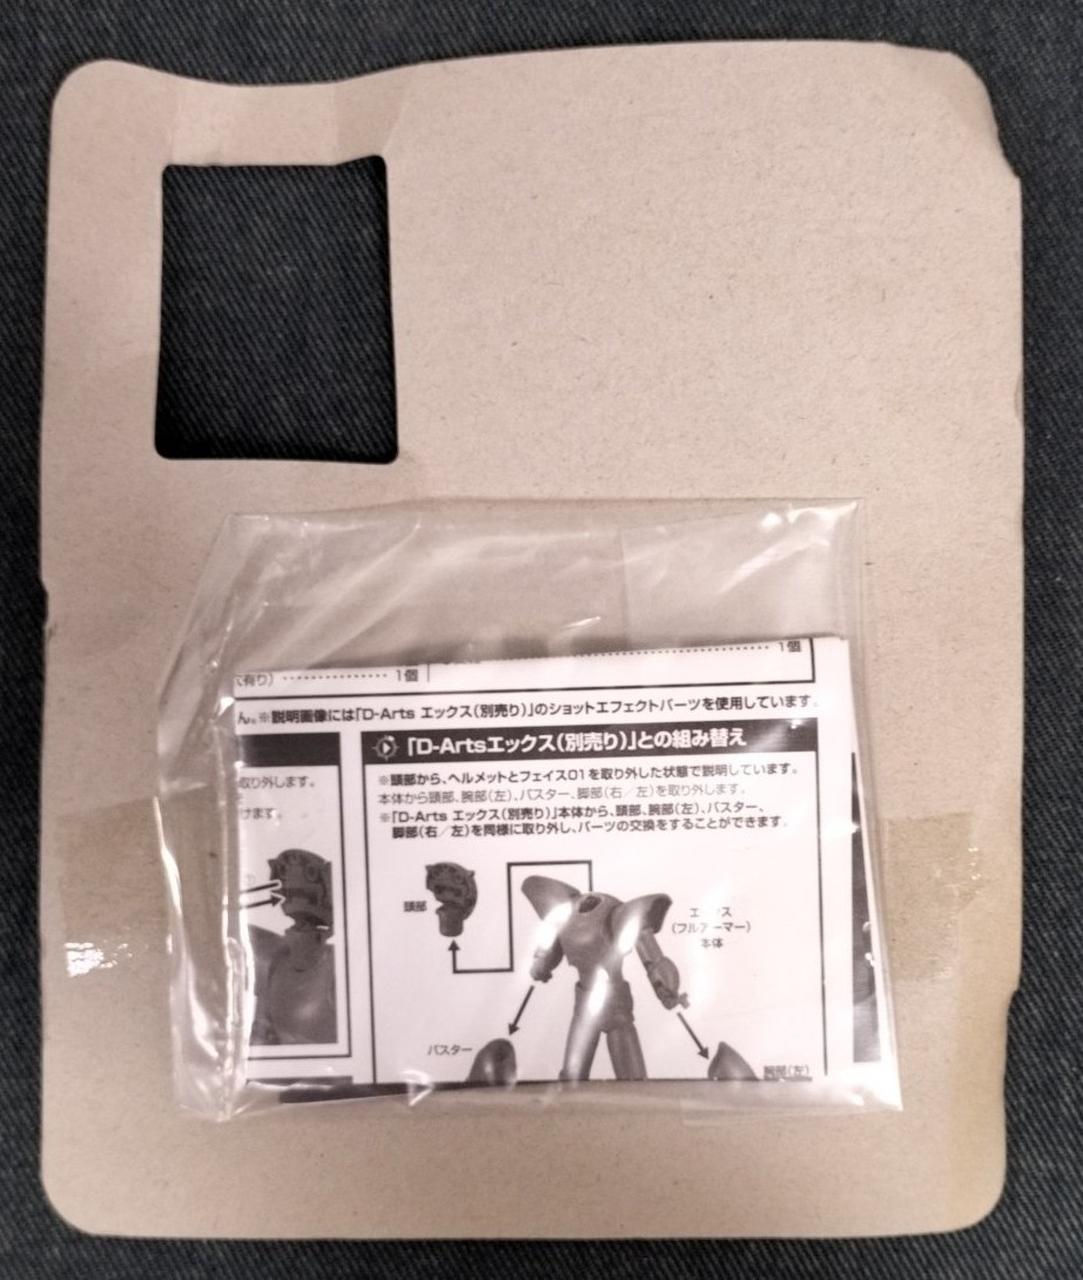 有り) ・・・・・・・・・・・・・・ 1個
・・・・・・・・・・・・・・ 1個
ん。※説明画像には「D-Arts エックス(別売り)」のショットエフェクトパーツを使用しています。
取り外します。
けます。
「D-Artsエックス(別売り)」との組み替え
※頭部から、ヘルメットとフェイス01を取り外した状態で説明しています。
本体から頭部、腕部(左)、バスター、脚部(右/左)を取り外します。
※「D-Arts エックス(別売り)」本体から、頭部、腕部(左)、バスター、
脚部(右/左)を同様に取り外し、パーツの交換をすることができます。
頭部
エックス
(フルアーマー)
本体
バスター
腕部(左)